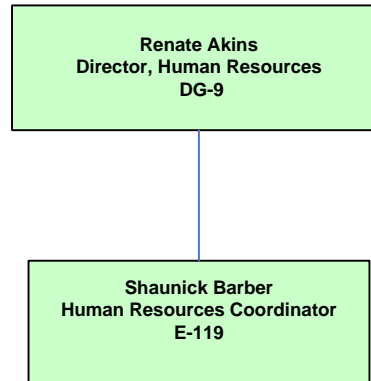 Renate Akins
Director, Human Resources
DG-9
Shaunick Barber
Human Resources Coordinator
E-119